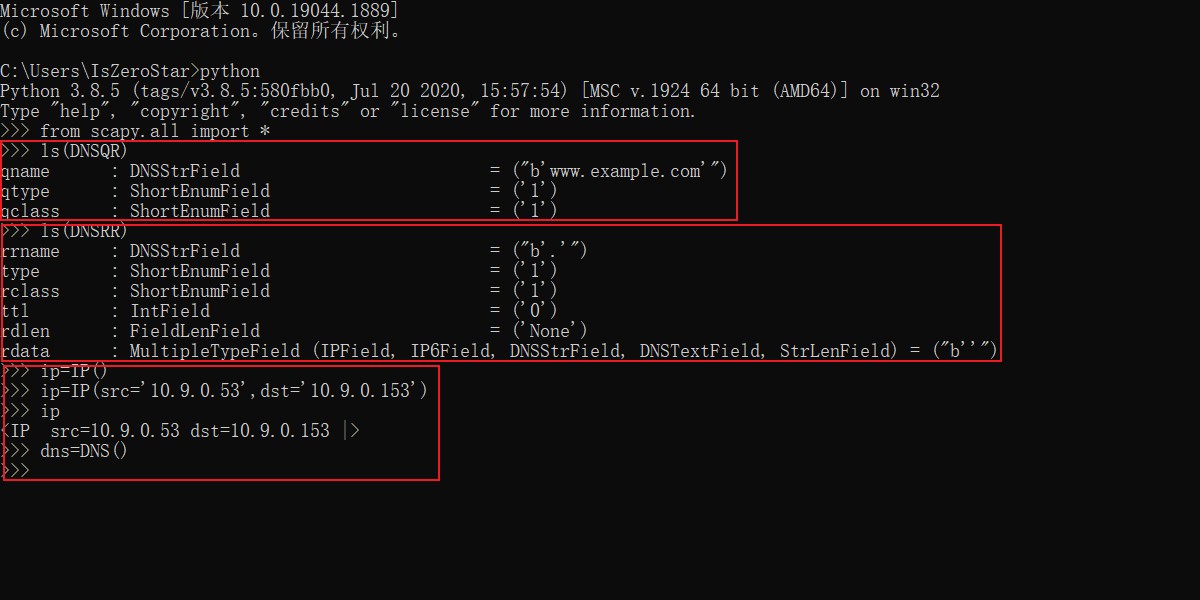 Microsoft Windows [版本 10.0.19044.1889]
(c) Microsoft Corporation。保留所有权利。
C:\Users\IsZeroStar>python
Python 3.8.5 (tags/v3.8.5:580fbb0, Jul 20 2020, 15:57:54) [MSC v.1924 64 bit (AMD64)] on win32
Type "help", "copyright", "credits" or "license" for more information.
>>> from scapy.all import *
>>> ls(DNSQR)
qname      : DNSStrField                         = ("b'www.example.com'")
qtype      : ShortEnumField                      = ('1')
qclass     : ShortEnumField                      = ('1')
>>> ls(DNSRR)
rrname     : DNSStrField                         = ("b'.'")
type       : ShortEnumField                      = ('1')
rclass     : ShortEnumField                      = ('1')
ttl        : IntField                            = ('0')
rdlen      : FieldLenField                       = ('None')
rdata      : MultipleTypeField (IPField, IP6Field, DNSStrField, DNSTextField, StrLenField) = ("b''")
>>> ip=IP()
>>> ip=IP(src='10.9.0.53',dst='10.9.0.153')
>>> ip
<IP  src=10.9.0.53 dst=10.9.0.153 |>
>>> dns=DNS()
>>>